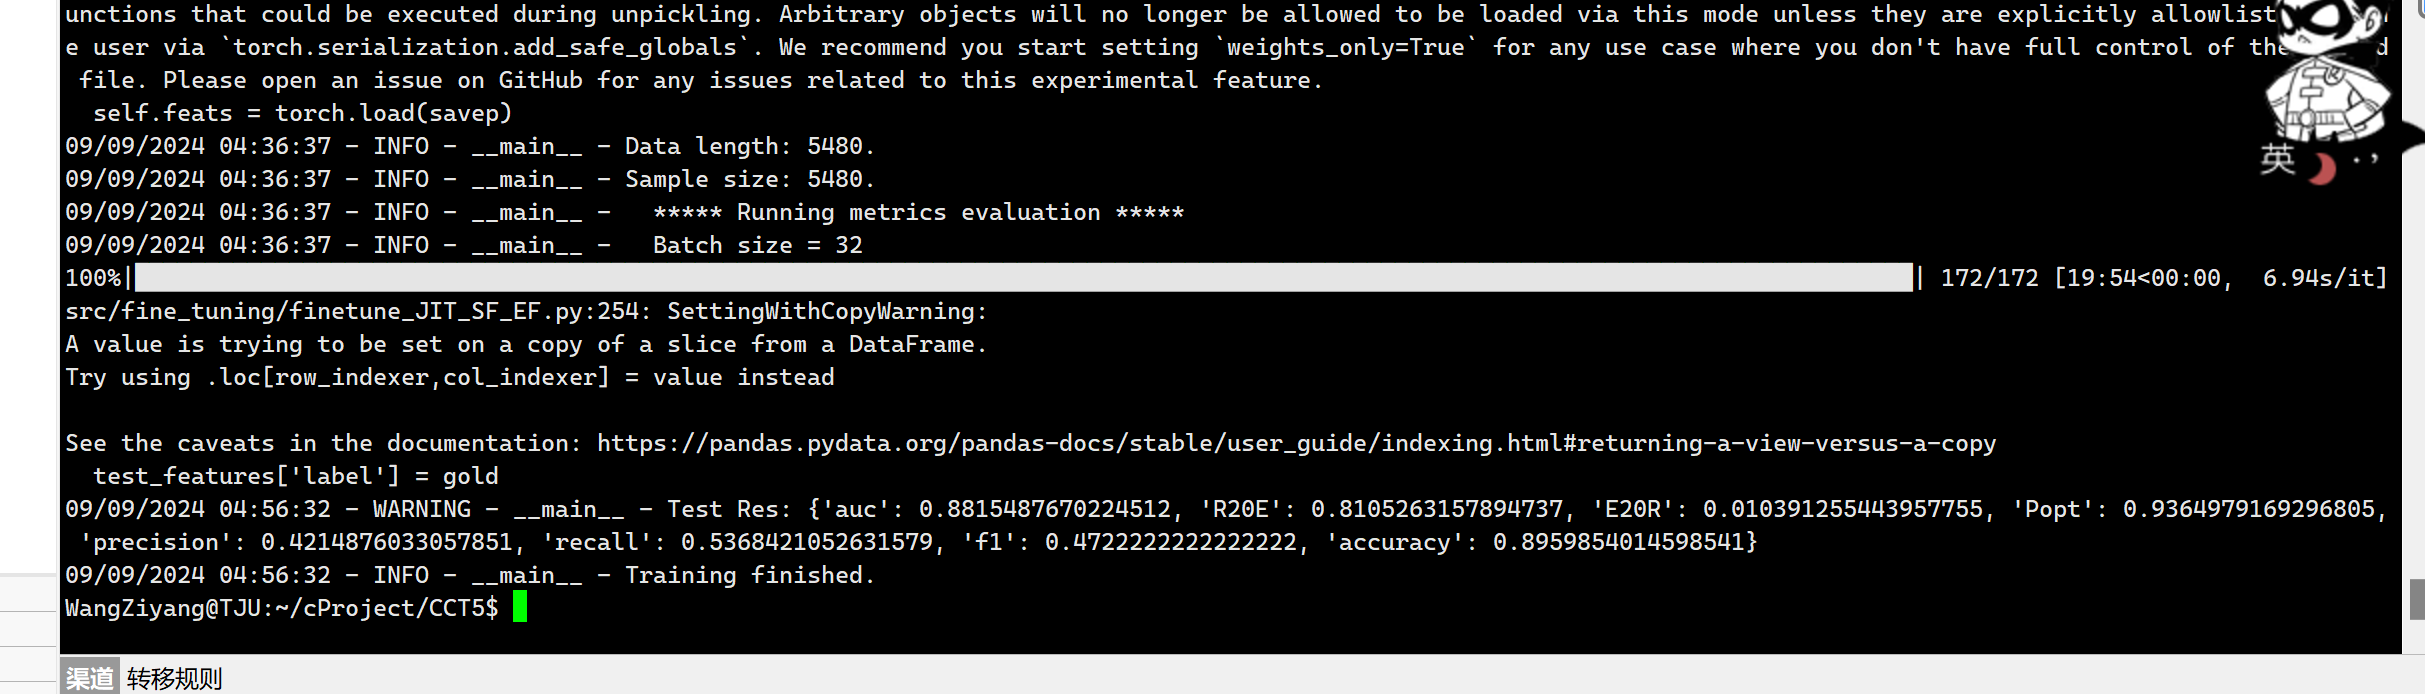 unctions that could be executed during unpickling. Arbitrary objects will no longer be allowed to be loaded via this mode unless they are explicitly allowlist
e user via `torch.serialization.add_safe_globals`. We recommend you start setting `weights_only=True` for any use case where you don't have full control of the d
file. Please open an issue on GitHub for any issues related to this experimental feature.
self.feats = torch.load(savep)
09/09/2024 04:36:37 - INFO - __main__ - Data length: 5480.
09/09/2024 04:36:37 - INFO - __main__ - Sample size: 5480.
09/09/2024 04:36:37 - INFO - __main__ -   ***** Running metrics evaluation *****
09/09/2024 04:36:37 - INFO - __main__ -   Batch size = 32
100%| | 172/172 [19:54<00:00,  6.94s/it]
src/fine_tuning/finetune_JIT_SF_EF.py:254: SettingWithCopyWarning:
A value is trying to be set on a copy of a slice from a DataFrame.
Try using .loc[row_indexer,col_indexer] = value instead
See the caveats in the documentation: https://pandas.pydata.org/pandas-docs/stable/user_guide/indexing.html#returning-a-view-versus-a-copy
test_features['label'] = gold
09/09/2024 04:56:32 - WARNING - __main__ - Test Res: {'auc': 0.8815487670224512, 'R20E': 0.8105263157894737, 'E20R': 0.010391255443957755, 'Popt': 0.9364979169296805,
'precision': 0.4214876033057851, 'recall': 0.5368421052631579, 'f1': 0.4722222222222222, 'accuracy': 0.8959854014598541}
09/09/2024 04:56:32 - INFO - __main__ - Training finished.
WangZiyang@TJU:~/cProject/CCT5$
英
渠道 转移规则